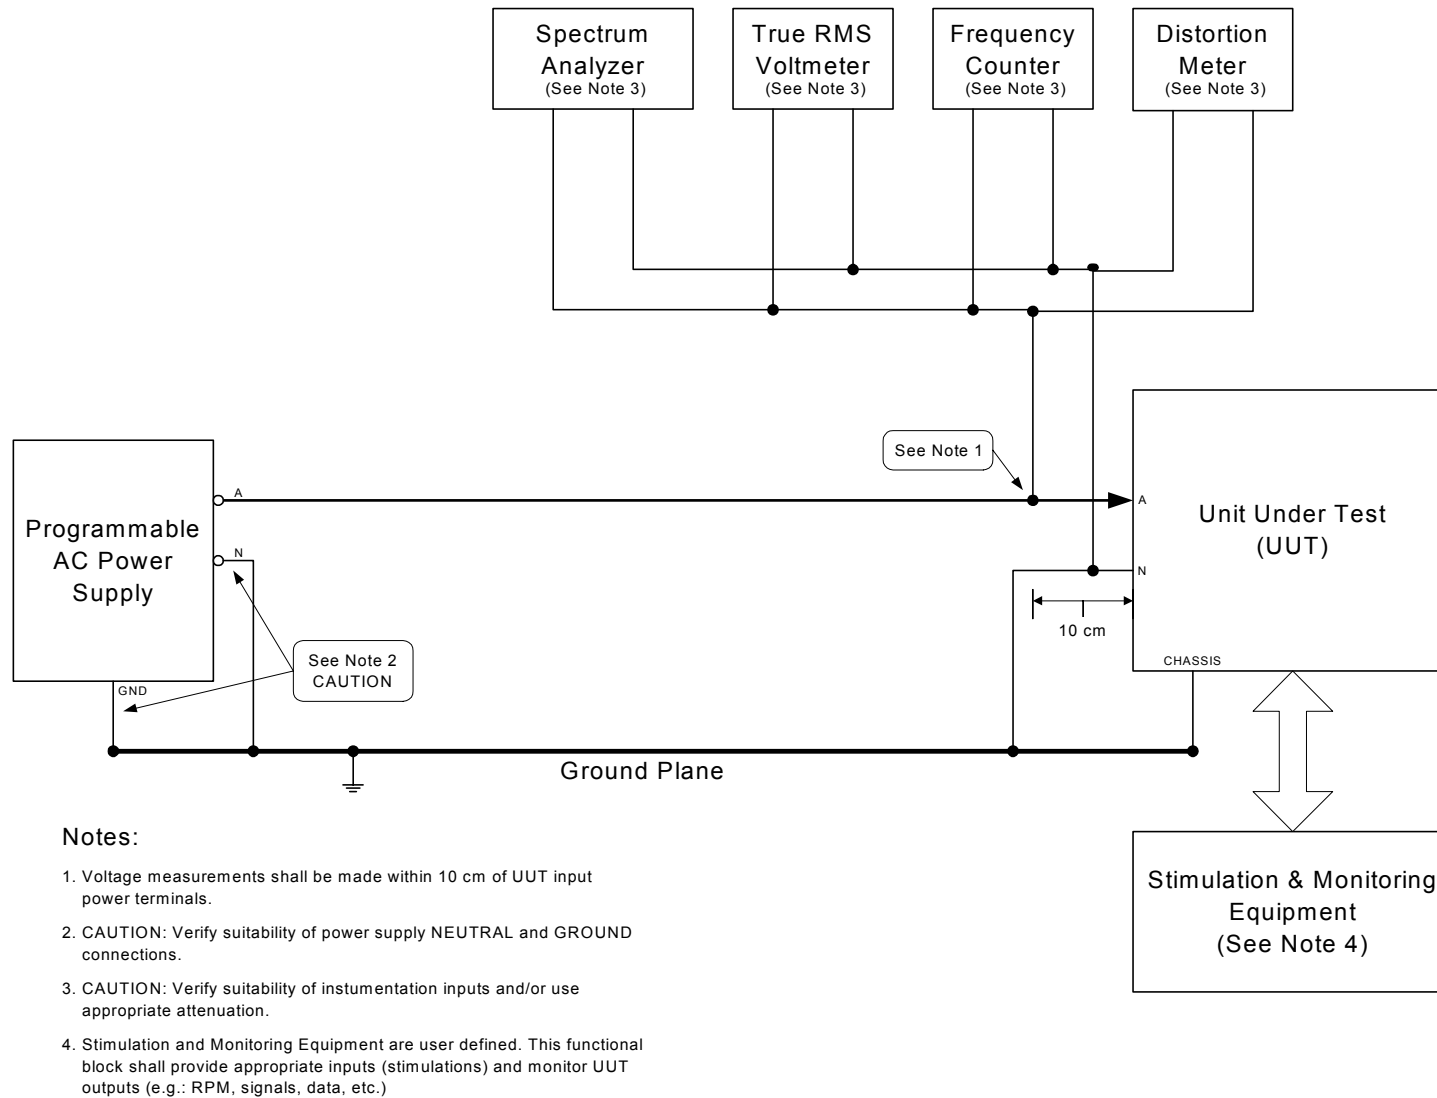 Spectrum
Analyzer
(See Note 3)
True RMS
Voltmeter
(See Note 3)
Frequency
Counter
(See Note 3)
Distortion
Meter
(See Note 3)
See Note 1
Programmable
AC Power
Supply
A
N
GND
See Note 2
CAUTION
A
N
Unit Under Test
(UUT)
10 cm
CHASSIS
Ground Plane
Stimulation & Monitoring
Equipment
(See Note 4)
Notes:
1. Voltage measurements shall be made within 10 cm of UUT input
power terminals.
2. CAUTION: Verify suitability of power supply NEUTRAL and GROUND
connections.
3. CAUTION: Verify suitability of instumentation inputs and/or use
appropriate attenuation.
4. Stimulation and Monitoring Equipment are user defined. This functional
block shall provide appropriate inputs (stimulations) and monitor UUT
outputs (e.g.: RPM, signals, data, etc.)